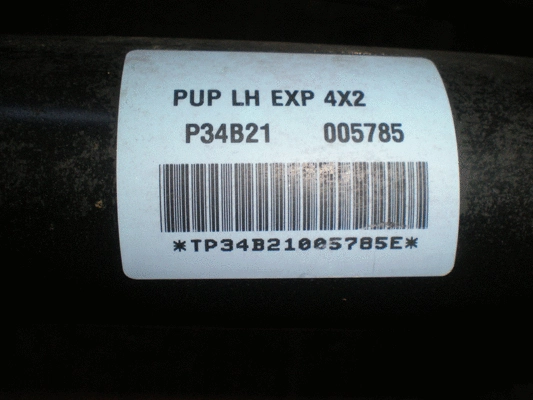 PUP LH EXP 4X2
P34B21 005785
*TP34B21005785E*